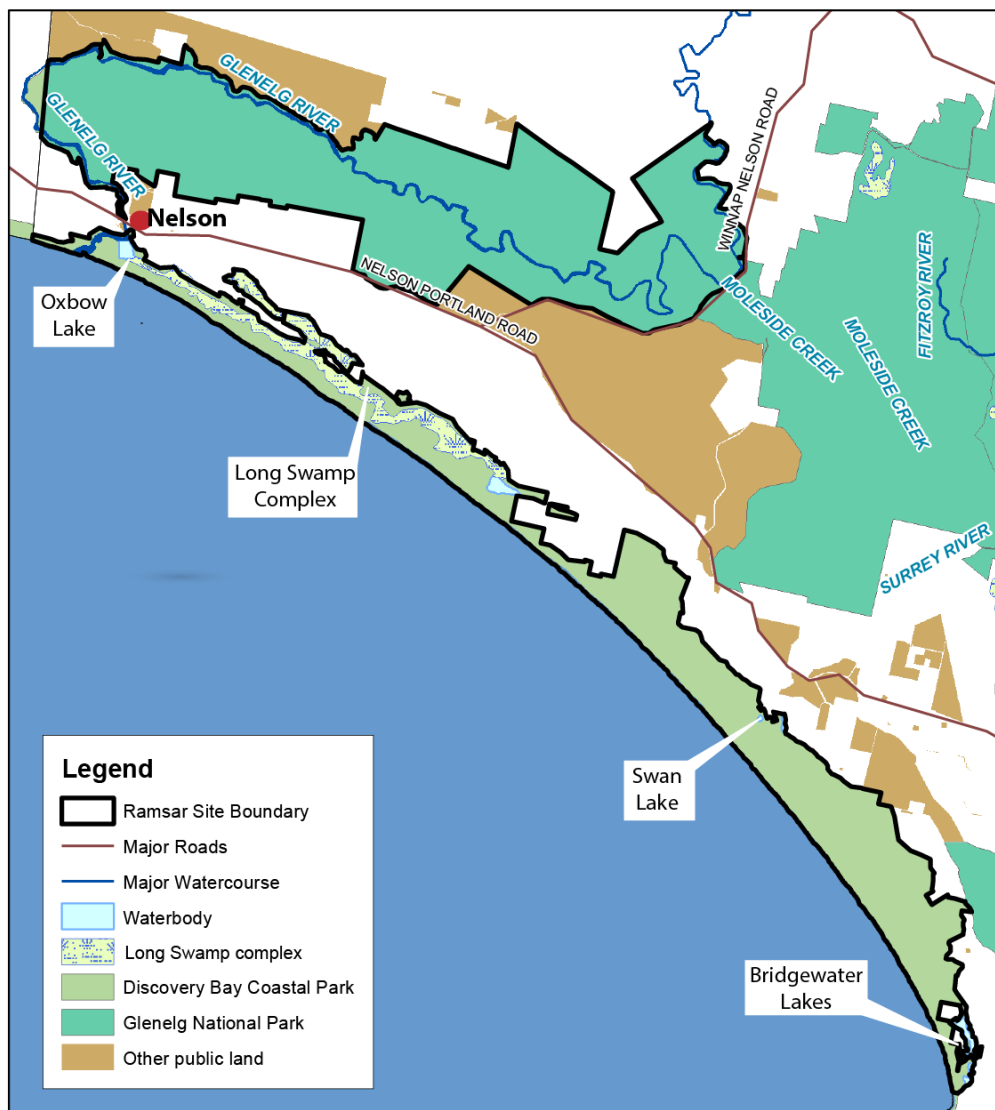 GLENELG RIVER
GLENELG RIVER
WINNAP NELSON ROAD
Nelson
NELSON PORTLAND ROAD
MOLESIDE CREEK
MOLESIDE CREEK
FITZROY RIVER
Oxbow
Lake
Long Swamp
Complex
SURREY RIVER
Swan
Lake
Bridgewater
Lakes
Legend
Ramsar Site Boundary
Major Roads
Major Watercourse
Waterbody
Long Swamp complex
Discovery Bay Coastal Park
Glenelg National Park
Other public land